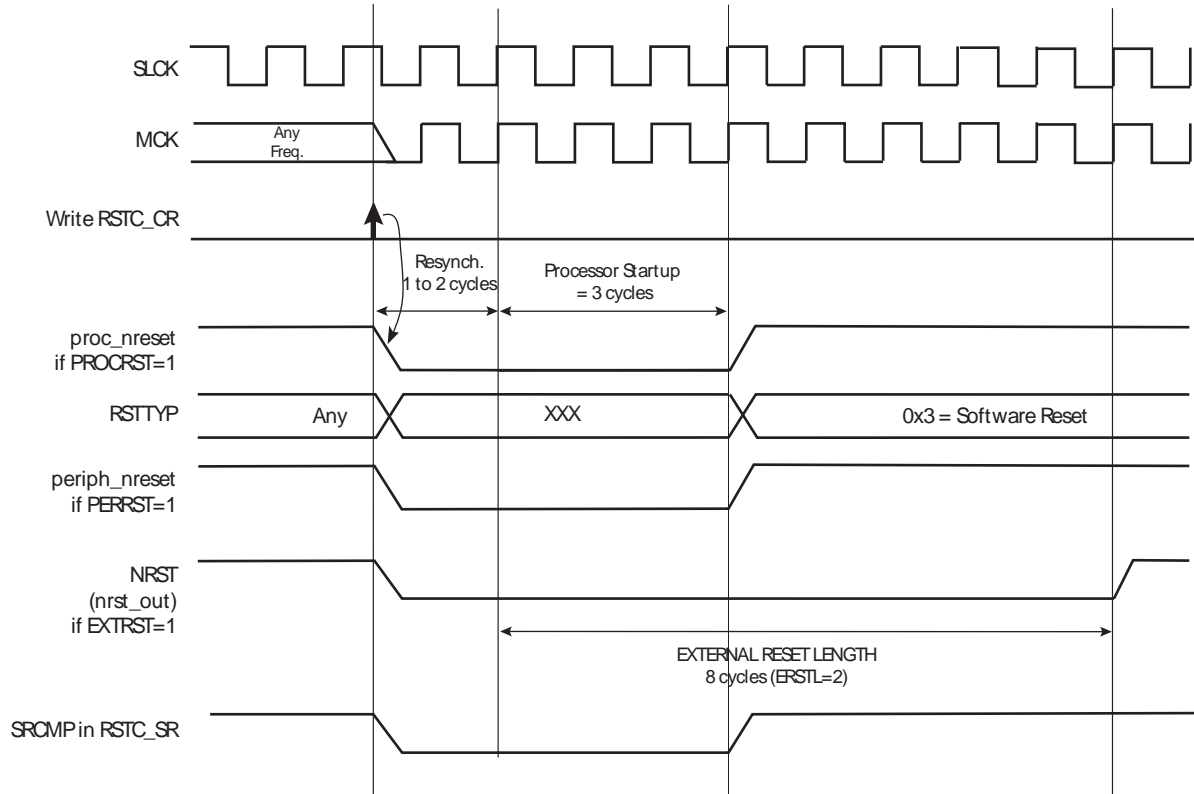 SLCK
MCK
Any
Freq.
Write RSTC_CR
Resynch.
1 to 2 cycles
Processor Startup
= 3 cycles
proc_nreset
if PROCRST=1
RSTTYP
Any
XXX
0x3 = Software Reset
periph_nreset
if PERRST=1
NRST
(nrst_out)
if EXTRST=1
EXTERNAL RESET LENGTH
8 cycles (ERSTL=2)
SRCMP in RSTC_SR